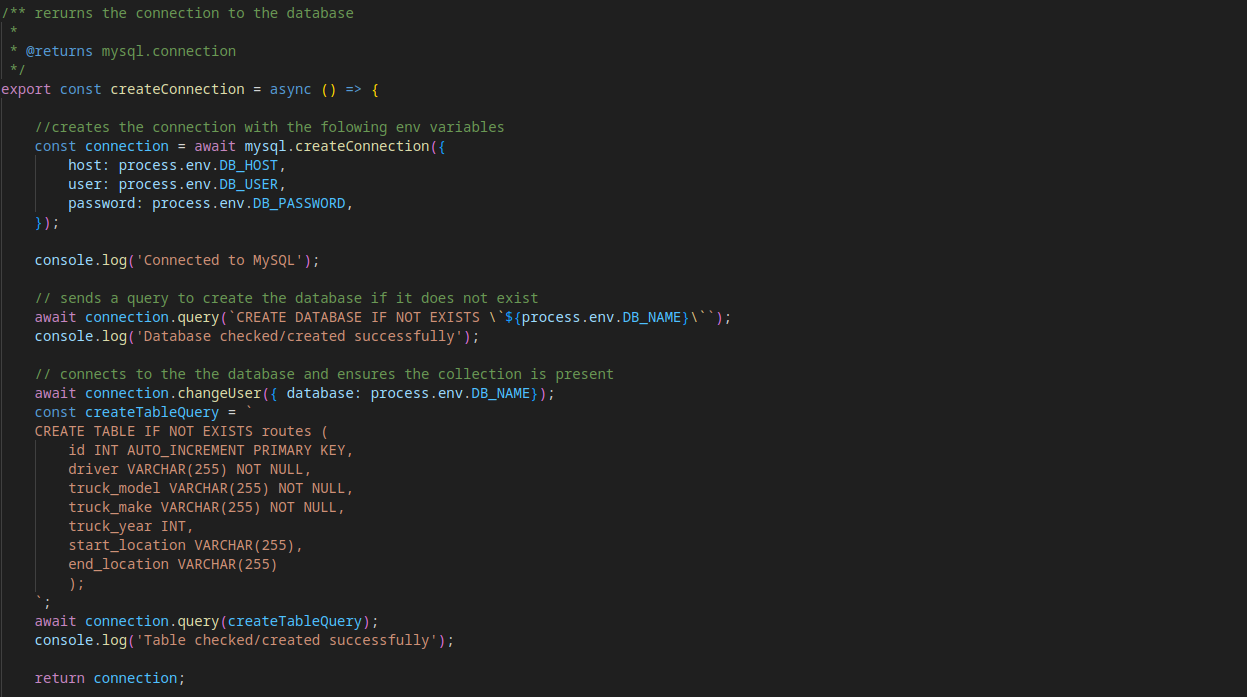 /** rerurns the connection to the database
 *
 * @returns mysql.connection
 */
export const createConnection = async () => {
    //creates the connection with the folowing env variables
    const connection = await mysql.createConnection({
        host: process.env.DB_HOST,
        user: process.env.DB_USER,
        password: process.env.DB_PASSWORD,
    });
    console.log('Connected to MySQL');
    // sends a query to create the database if it does not exist
    await connection.query(`CREATE DATABASE IF NOT EXISTS \`${process.env.DB_NAME}\``);
    console.log('Database checked/created successfully');
    // connects to the the database and ensures the collection is present
    await connection.changeUser({ database: process.env.DB_NAME});
    const createTableQuery = `
    CREATE TABLE IF NOT EXISTS routes (
        id INT AUTO_INCREMENT PRIMARY KEY,
        driver VARCHAR(255) NOT NULL,
        truck_model VARCHAR(255) NOT NULL,
        truck_make VARCHAR(255) NOT NULL,
        truck_year INT,
        start_location VARCHAR(255),
        end_location VARCHAR(255)
        );
    `;
    await connection.query(createTableQuery);
    console.log('Table checked/created successfully');
    return connection;